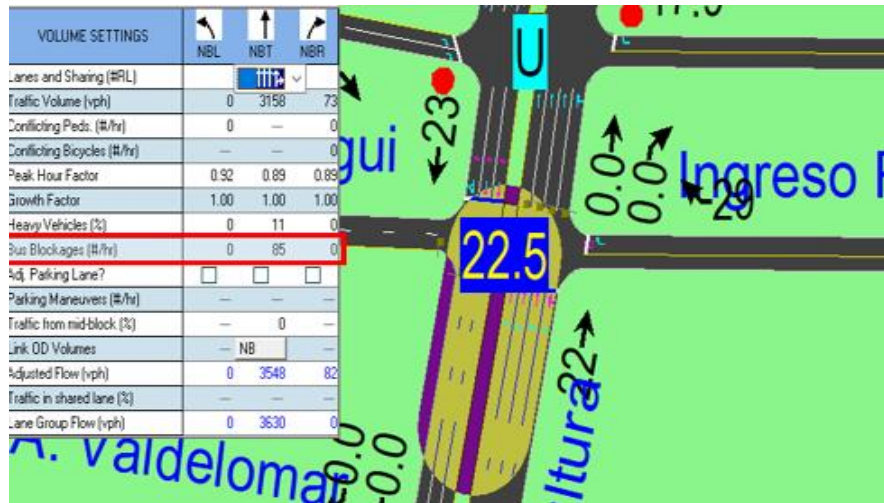 VOLUME SETTINGS NBL NBT NBR
Lanes and Sharing (#RL)
Traffic Volume (vph) 0 3158 73
Conflicting Peds. (#/hr) 0 — 0
Conflicting Bicycles (#/hr) — — 0
Peak Hour Factor 0.92 0.89 0.89
Growth Factor 1.00 1.00 1.00
Heavy Vehicles (%) 0 11 0
Bus Blockages (#/hr) 0 85 0
Adj. Parking Lane?
Parking Maneuvers (#/hr) — — —
Traffic from mid-block (%) — 0 —
Link OD Volumes — NB —
Adjusted Flow (vph) 0 3548 82
Traffic in shared lane (%) — — —
Lane Group Flow (vph) 0 3630 0
U
23
gui
0.0
0.0
Ingreso
29
22.5
22
ltura
A. Valdelomar
0.0
0.0